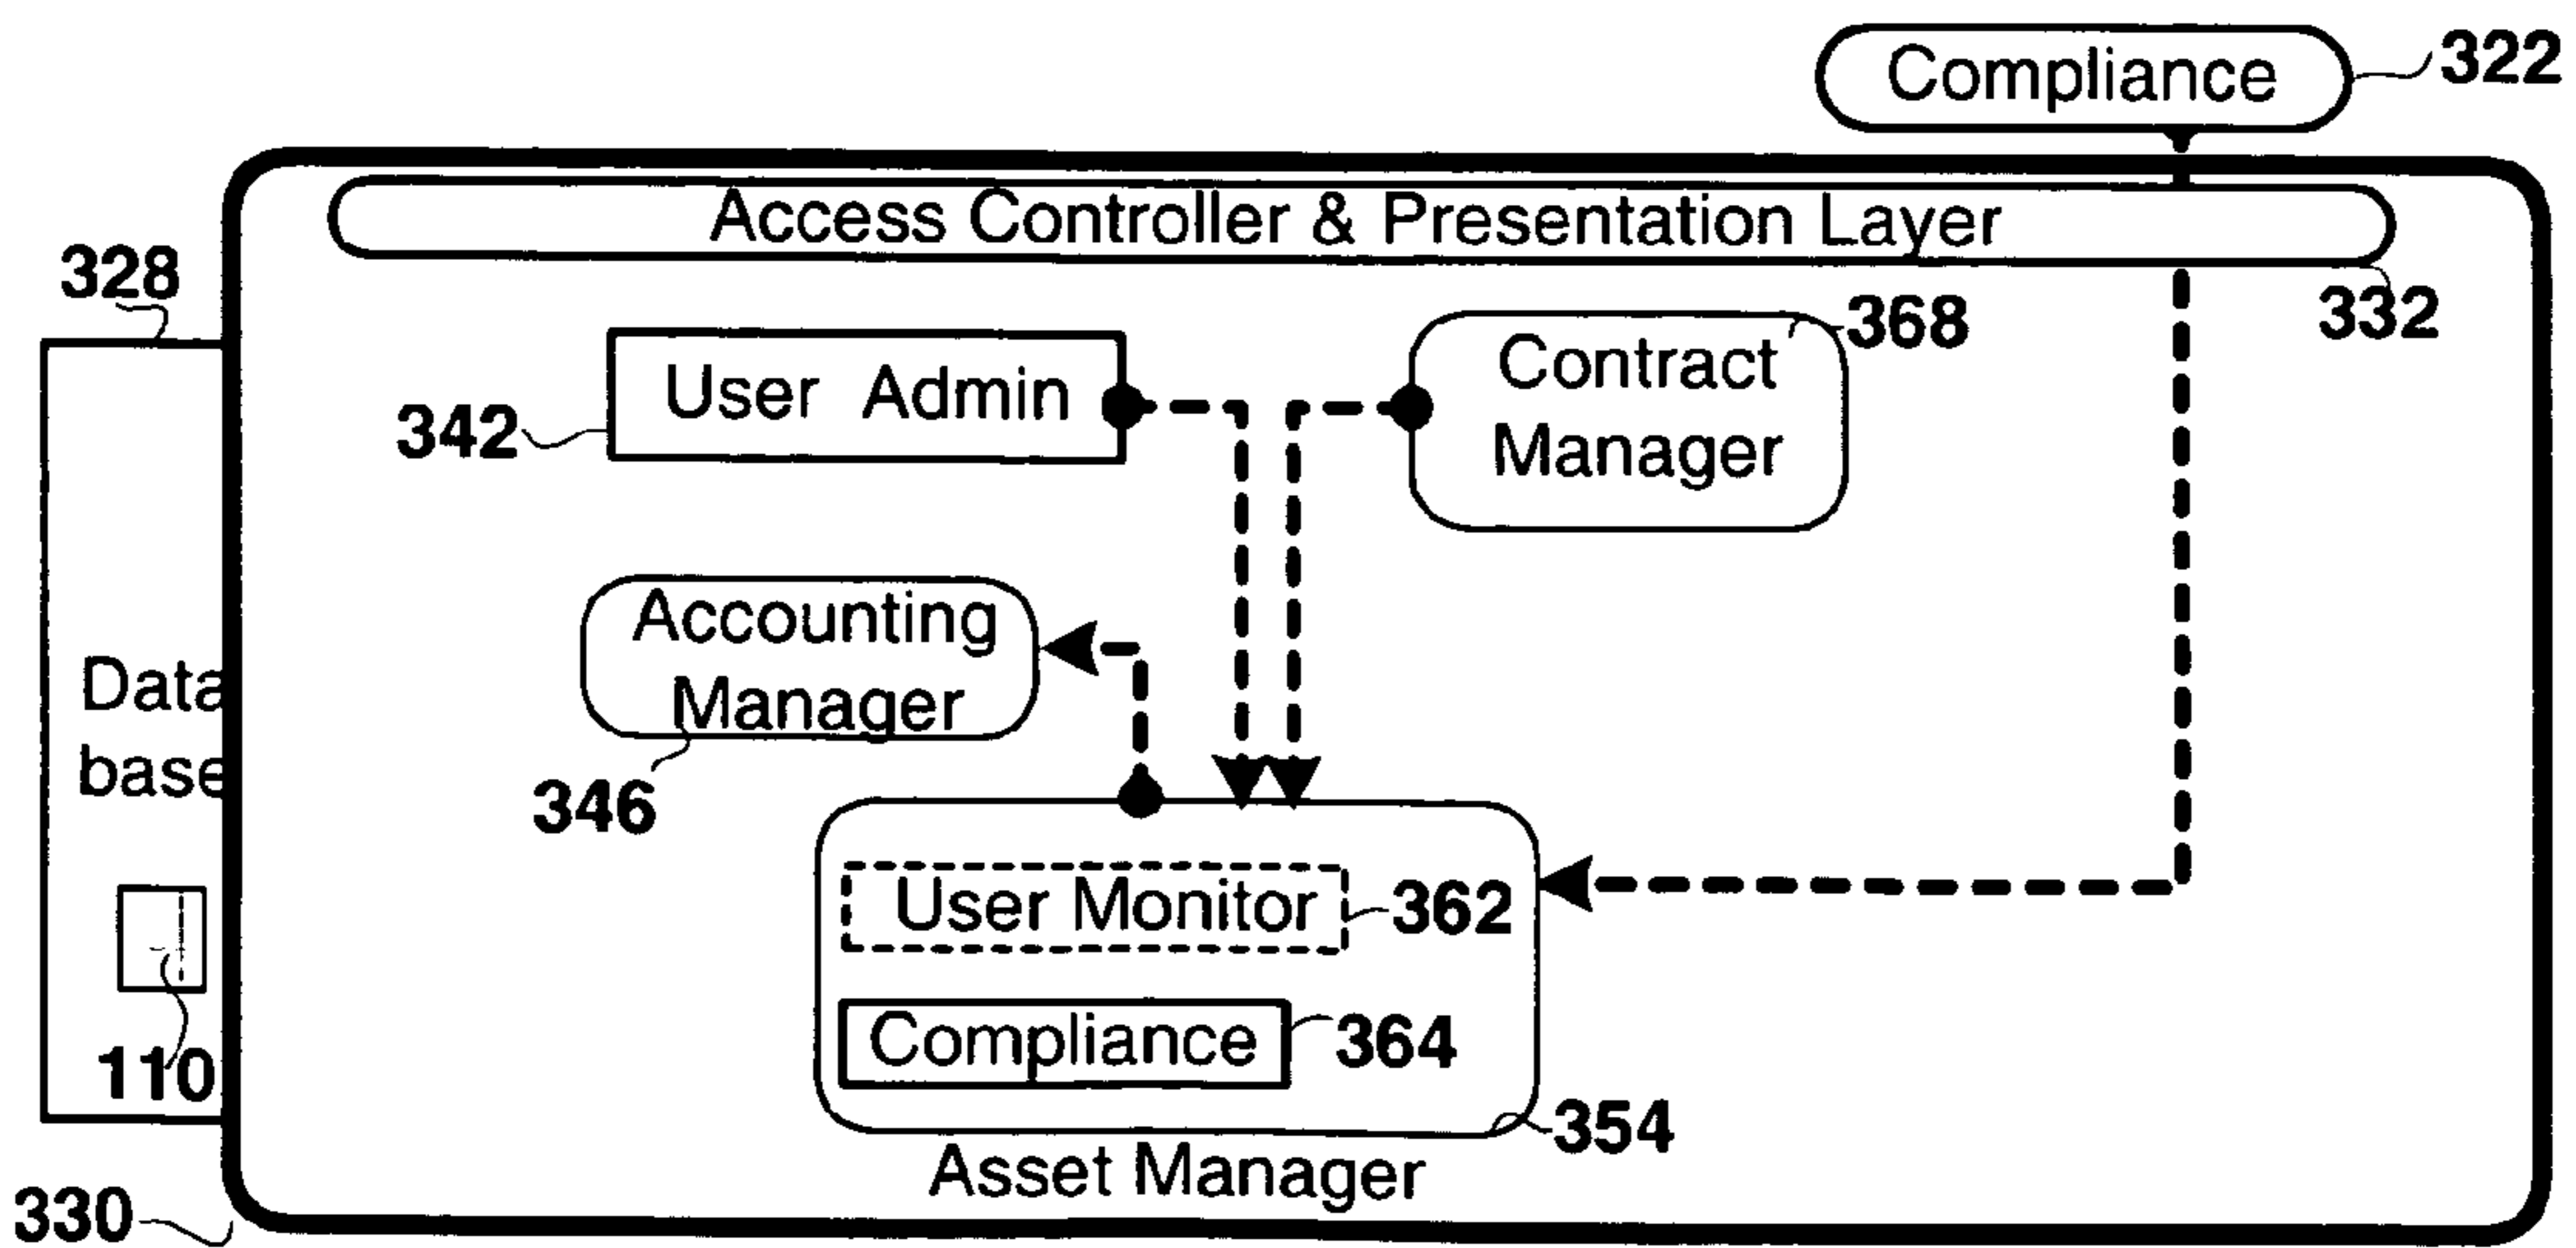 Compliance
322
Access Controller & Presentation Layer
328
332
368
User Admin
Contract
Manager
342
Accounting
Manager
Data
base
346
User Monitor
362
Compliance
364
110
354
Asset Manager
330